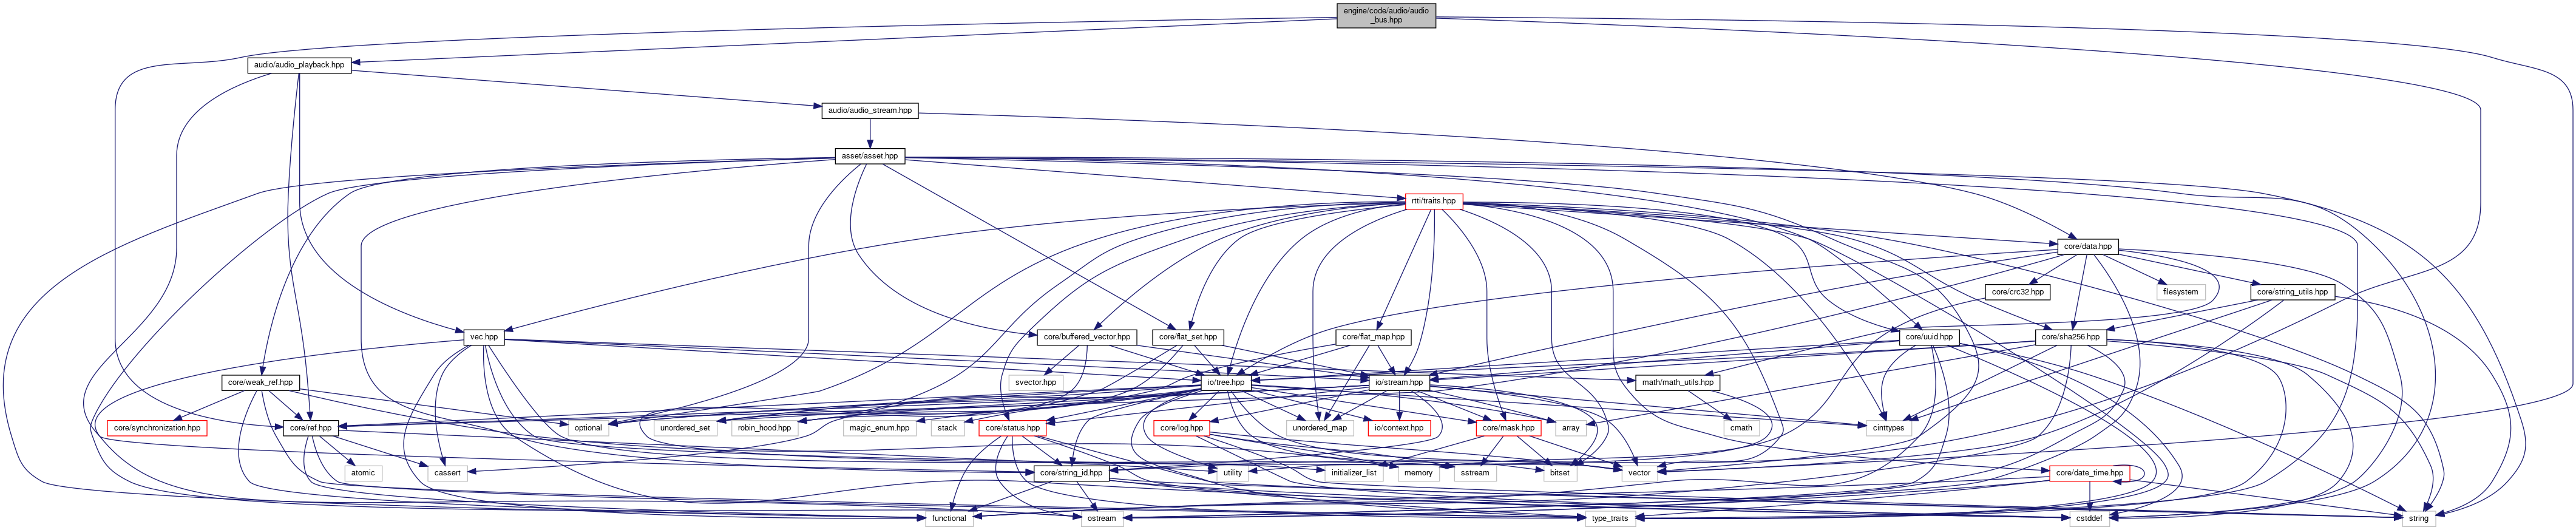 engine/code/audio/audio
_bus.hpp
audio/audio_playback.hpp
audio/audio_stream.hpp
asset/asset.hpp
rtti/traits.hpp
core/data.hpp
core/crc32.hpp
filesystem
core/string_utils.hpp
vec.hpp
core/buffered_vector.hpp
core/flat_set.hpp
core/flat_map.hpp
core/uuid.hpp
core/sha256.hpp
core/weak_ref.hpp
svector.hpp
io/tree.hpp
io/stream.hpp
math/math_utils.hpp
core/synchronization.hpp
core/ref.hpp
optional
unordered_set
robin_hood.hpp
magic_enum.hpp
stack
core/status.hpp
core/log.hpp
unordered_map
io/context.hpp
core/mask.hpp
array
cmath
cinttypes
atomic
cassert
core/string_id.hpp
utility
initializer_list
memory
sstream
bitset
vector
core/date_time.hpp
functional
ostream
type_traits
cstddef
string